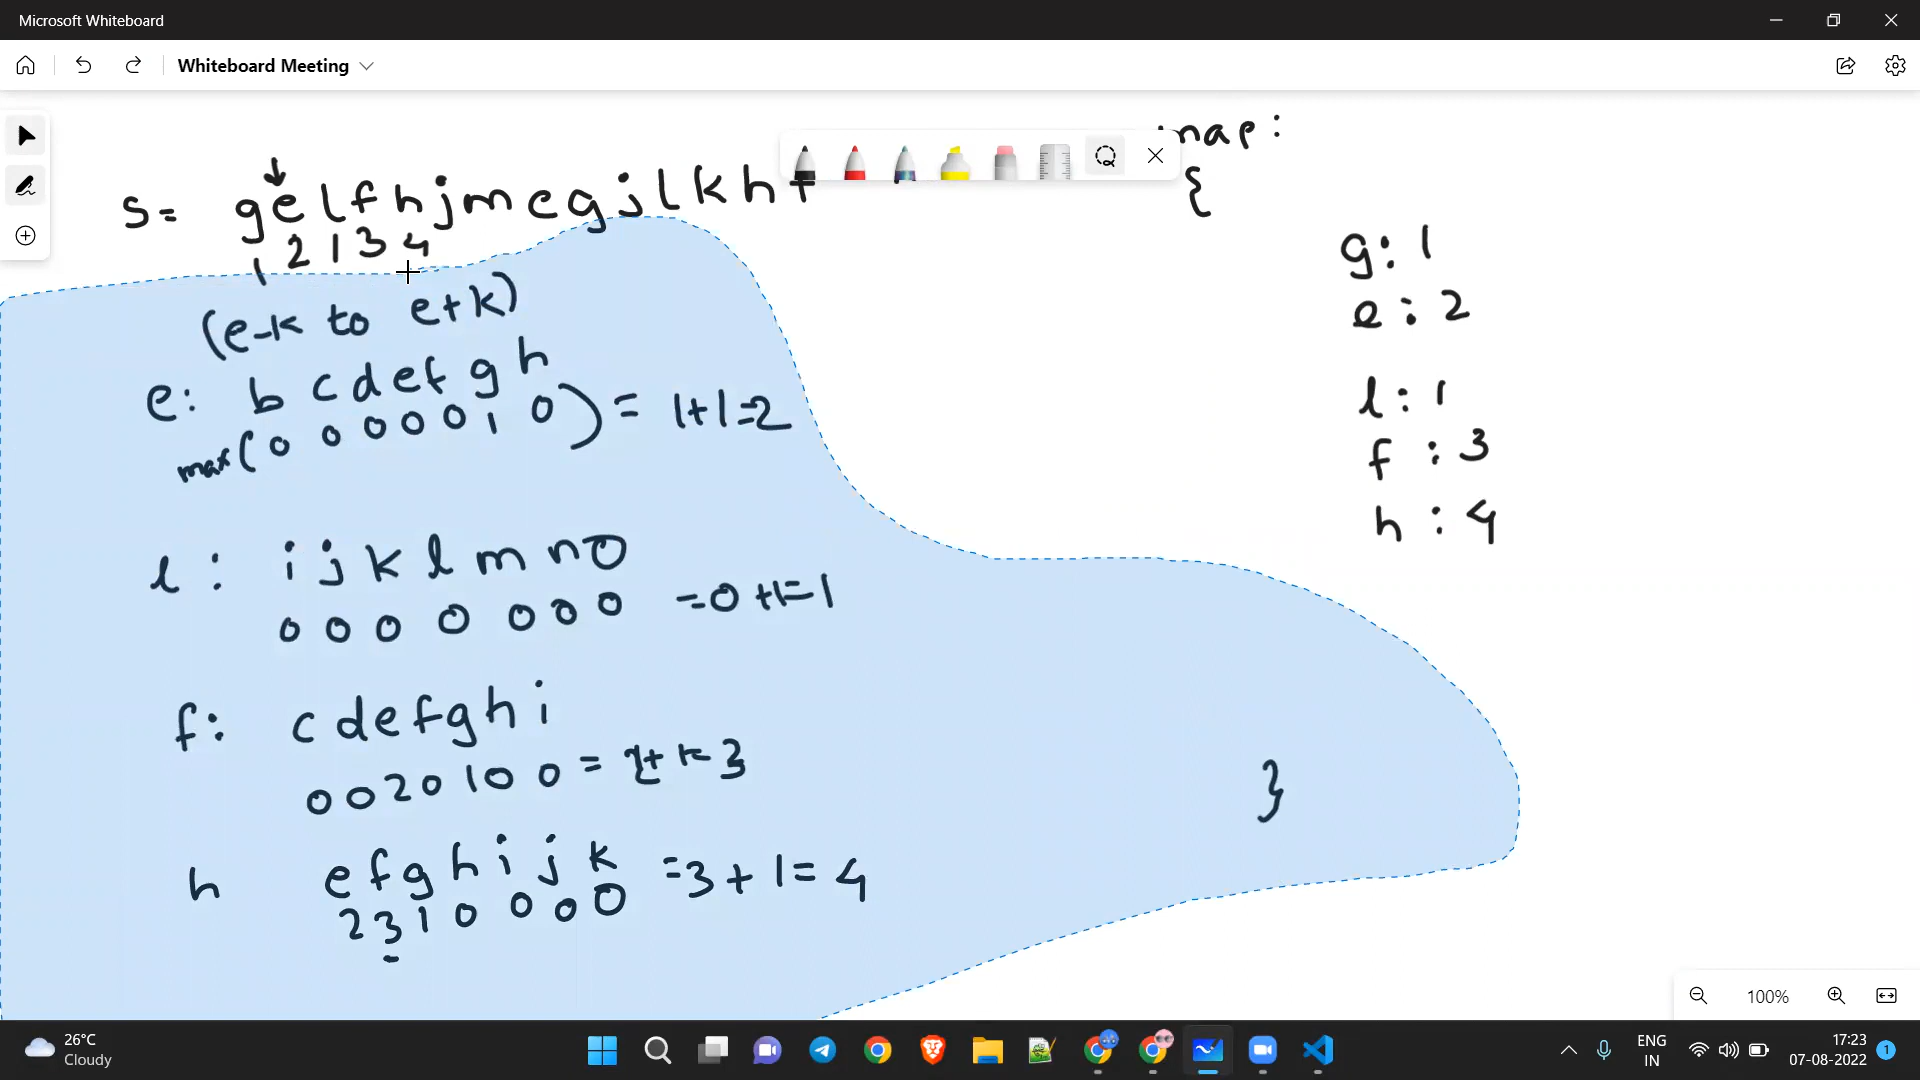 Microsoft Whiteboard
Whiteboard Meeting
map:
{
s= gelfhjmegjlkh
1 2 1 3 4
g: 1
e: 2
l: 1
f : 3
h : 4
}
(e-k to e+k)
e: b c d e f g h
max(0 0 0 0 0 1 0) = 1+1=2
l : i j k l m n o
0 0 0 0 0 0 0 =0+1=1
f: c d e f g h i
0 0 2 0 1 0 0 = 2+1=3
h e f g h i j k =3+1=4
2 3 1 0 0 0 0
100%
26°C
Cloudy
ENG
IN
17:23
07-08-2022
1